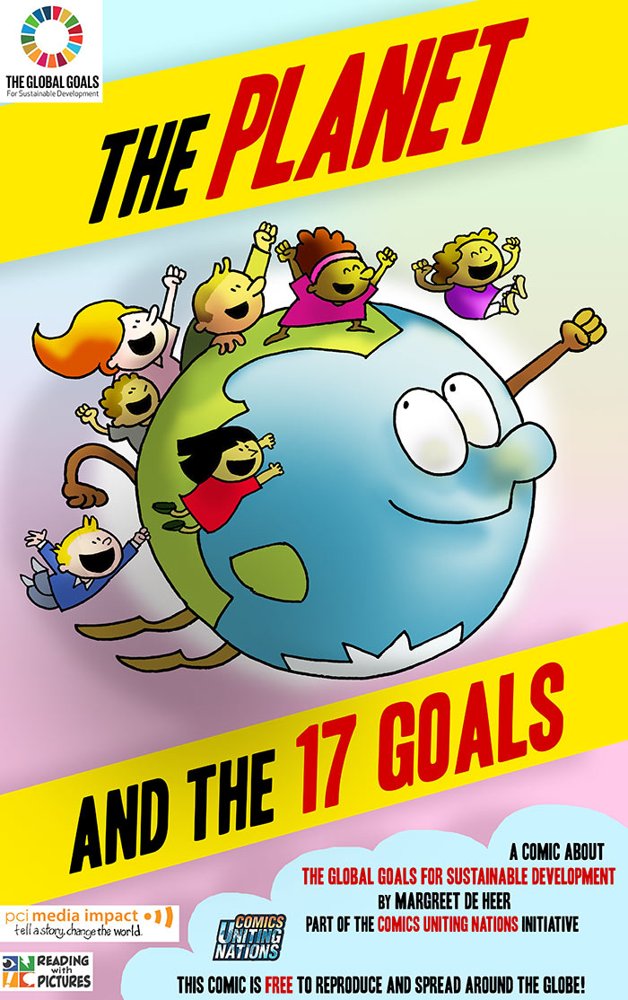 THE GLOBAL GOALS
For Sustainable Development
THE PLANET
AND THE 17 GOALS
A COMIC ABOUT
THE GLOBAL GOALS FOR SUSTAINABLE DEVELOPMENT
BY MARGREET DE HEER
PART OF THE COMICS UNITING NATIONS INITIATIVE
pci media impact
tell a story, change the world.
COMICS
UNITING
NATIONS
READING
with
PICTURES
THIS COMIC IS FREE TO REPRODUCE AND SPREAD AROUND THE GLOBE!